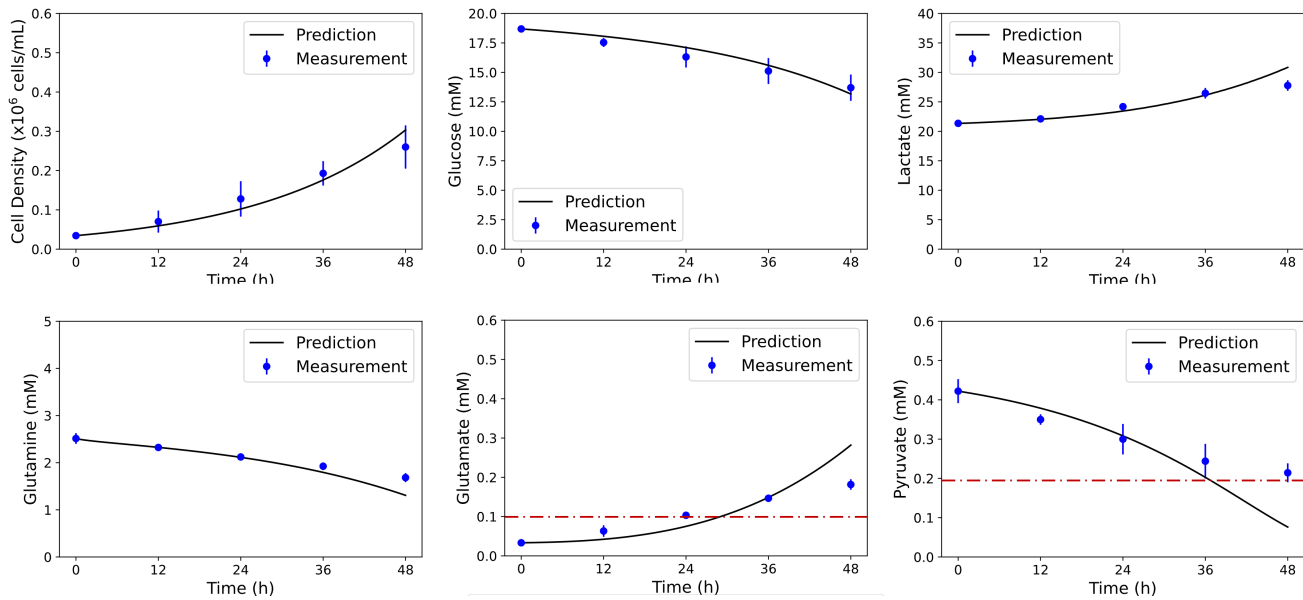 Cell Density (x10⁶ cells/mL)
0.6
0.5
0.4
0.3
0.2
0.1
0.0
Prediction
Measurement
0 12 24 36 48
Time (h)
Glucose (mM)
20.0
17.5
15.0
12.5
10.0
7.5
5.0
2.5
0.0
Prediction
Measurement
0 12 24 36 48
Time (h)
Lactate (mM)
40
35
30
25
20
15
10
5
0
Prediction
Measurement
0 12 24 36 48
Time (h)
Glutamine (mM)
5
4
3
2
1
0
Prediction
Measurement
0 12 24 36 48
Time (h)
Glutamate (mM)
0.6
0.5
0.4
0.3
0.2
0.1
0.0
Prediction
Measurement
0 12 24 36 48
Time (h)
Pyruvate (mM)
0.6
0.5
0.4
0.3
0.2
0.1
0.0
Prediction
Measurement
0 12 24 36 48
Time (h)